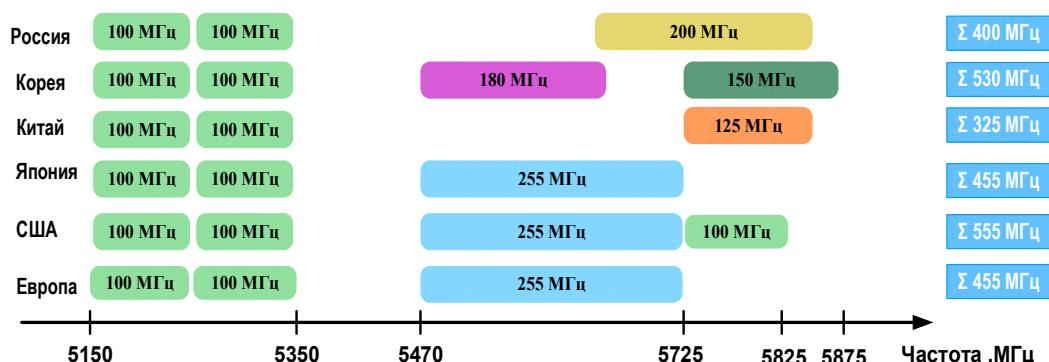 Россия 100 МГц 100 МГц 200 МГц Σ 400 МГц
Корея 100 МГц 100 МГц 180 МГц 150 МГц Σ 530 МГц
Китай 100 МГц 100 МГц 125 МГц Σ 325 МГц
Япония 100 МГц 100 МГц 255 МГц Σ 455 МГц
США 100 МГц 100 МГц 255 МГц 100 МГц Σ 555 МГц
Европа 100 МГц 100 МГц 255 МГц Σ 455 МГц
5150 5350 5470 5725 5825 5875 Частота ,МГц